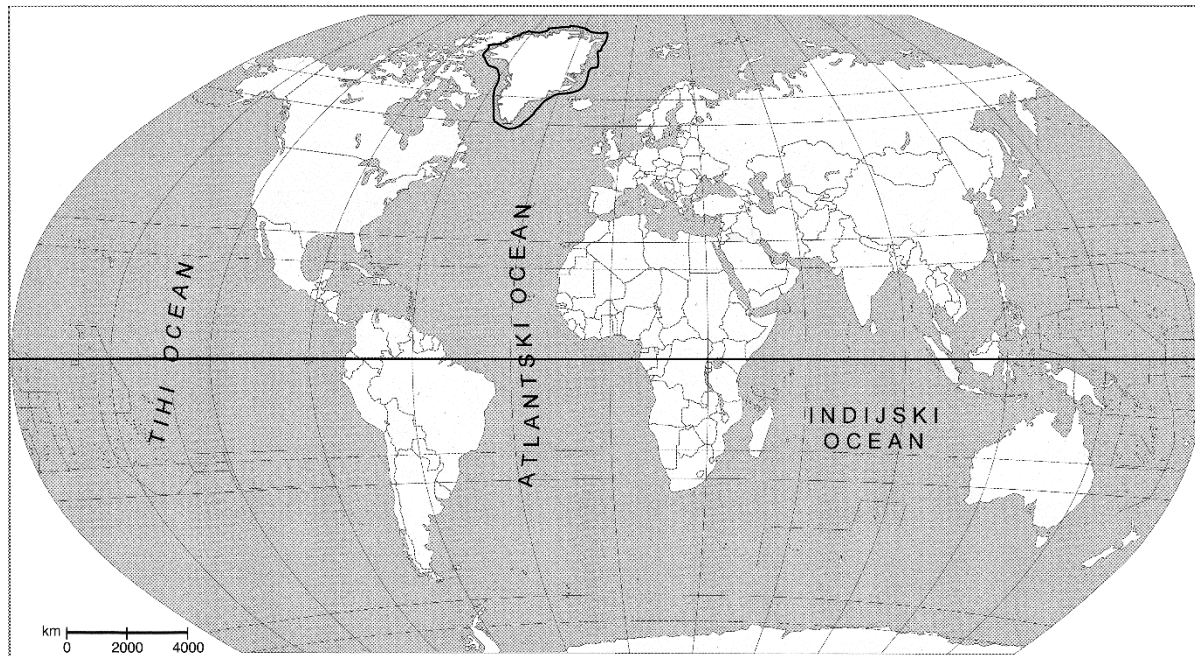 TIHI OCEAN
ATLANTSKI OCEAN
INDIJSKI
OCEAN
km
0 2000 4000